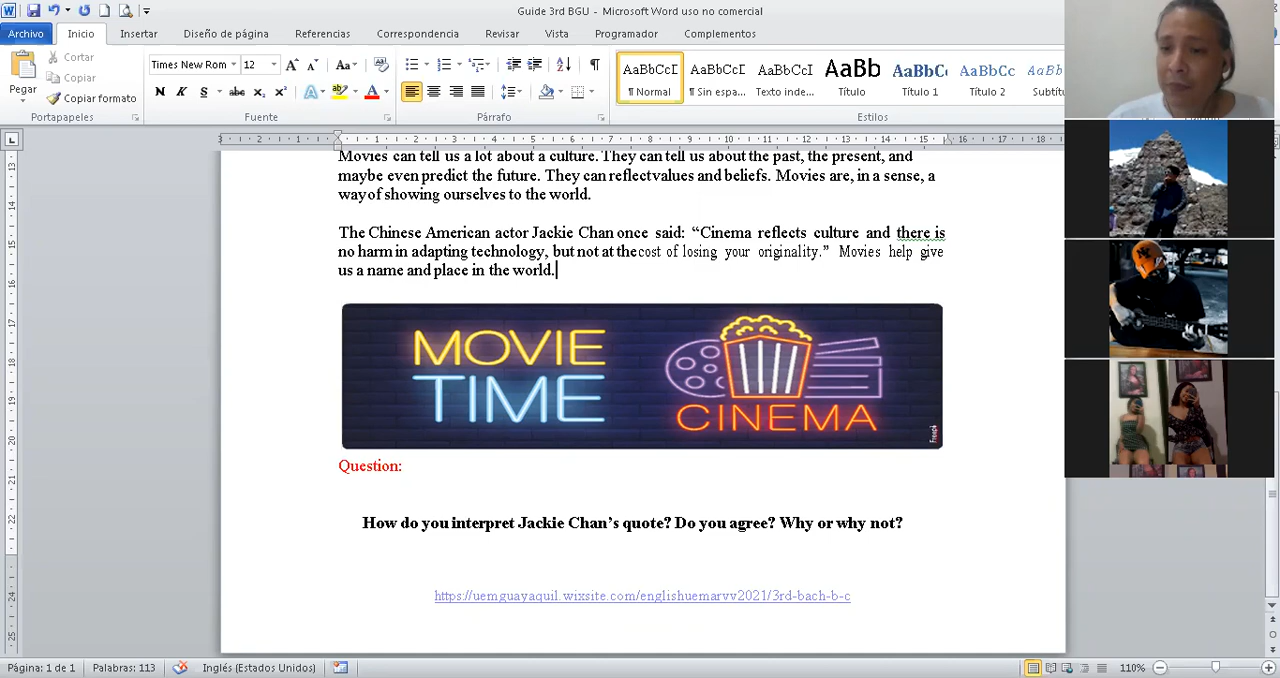 Guide 3rd BGU - Microsoft Word uso no comercial
Archivo Inicio Insertar Diseño de página Referencias Correspondencia Revisar Vista Programador Complementos
Pegar
Cortar
Copiar
Copiar formato
Portapapeles
Times New Rom 12
Fuente
Párrafo
AaBbCcD AaBbCcI AaBbCcI AaBb AaBbCc AaBbCc
¶ Normal ¶ Sin espa... Texto inde... Título Título 1 Título 2 Subtít
Estilos
Movies can tell us a lot about a culture. They can tell us about the past, the present, and
maybe even predict the future. They can reflect values and beliefs. Movies are, in a sense, a
way of showing ourselves to the world.
The Chinese American actor Jackie Chan once said: “Cinema reflects culture and there is
no harm in adapting technology, but not at the cost of losing your originality.” Movies help give
us a name and place in the world.
MOVIE
TIME
CINEMA
Freepik
Question:
How do you interpret Jackie Chan’s quote? Do you agree? Why or why not?
https://uemguayaquil.wixsite.com/englishuemarvv2021/3rd-bach-b-c
Página: 1 de 1 Palabras: 113 Inglés (Estados Unidos) 110%